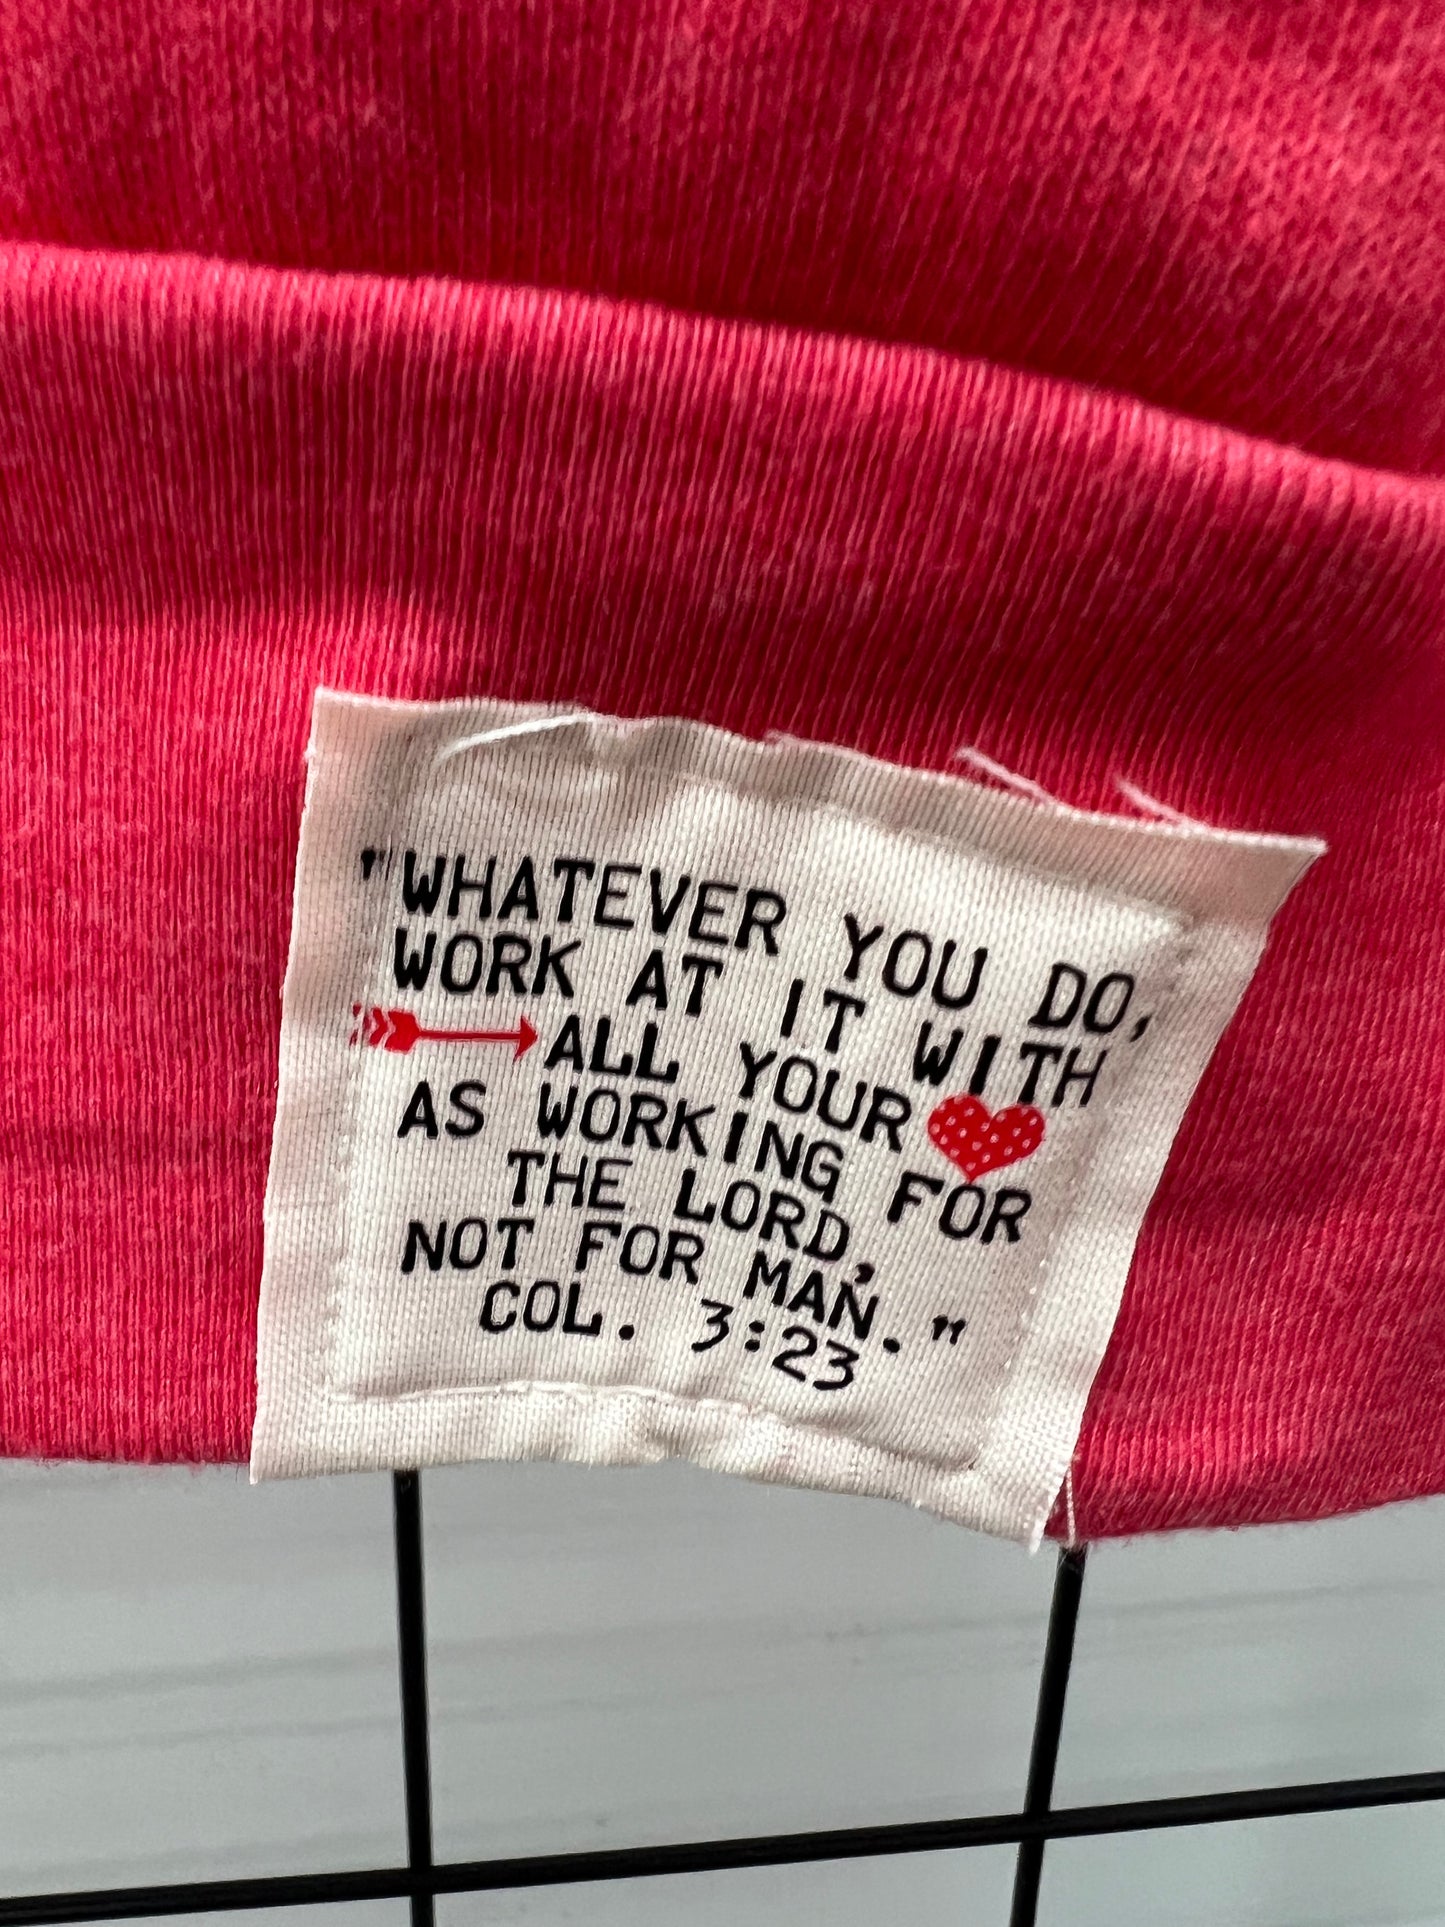 "WHATEVER YOU DO,
WORK AT IT WITH
ALL YOUR
AS WORKING FOR
THE LORD,
NOT FOR MAN."
COL. 3:23